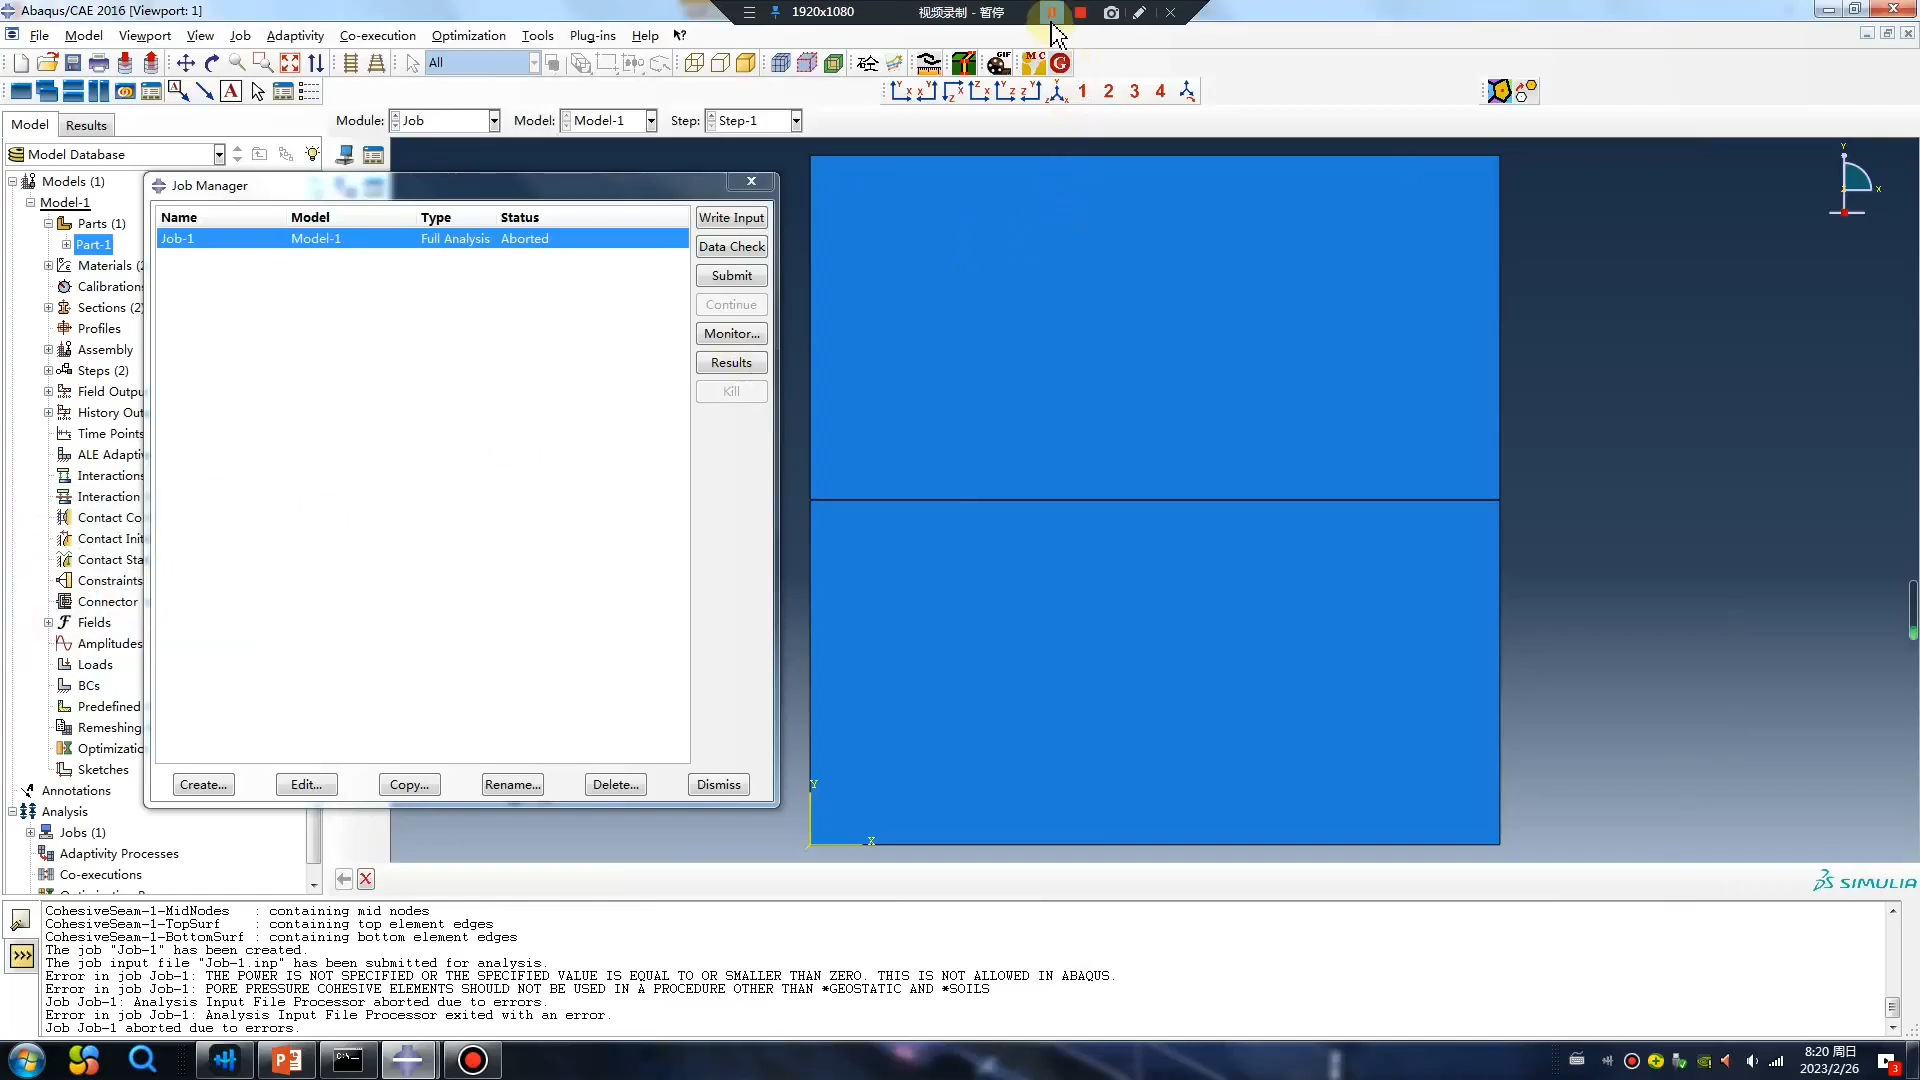 Abaqus/CAE 2016 [Viewport: 1]
1920x1080
视频录制 - 暂停
File Model Viewport View Job Adaptivity Co-execution Optimization Tools Plug-ins Help
All
GIF
M C
G
1 2 3 4
Model Results
Module: Job Model: Model-1 Step: Step-1
Model Database
Models (1)
Model-1
Parts (1)
Part-1
Materials (2
Calibration
Sections (2)
Profiles
Assembly
Steps (2)
Field Outpu
History Out
Time Points
ALE Adapti
Interactions
Interaction
Contact Co
Contact Init
Contact Sta
Constraints
Connector
Fields
Amplitudes
Loads
BCs
Predefined
Remeshing
Optimizatio
Sketches
Annotations
Analysis
Jobs (1)
Adaptivity Processes
Co-executions
Job Manager
Name Model Type Status
Job-1 Model-1 Full Analysis Aborted
Write Input
Data Check
Submit
Continue
Monitor...
Results
Kill
Create... Edit... Copy... Rename... Delete... Dismiss
Y
X
Y
X
SIMULIA
CohesiveSeam-1-MidNodes : containing mid nodes
CohesiveSeam-1-TopSurf : containing top element edges
CohesiveSeam-1-BottomSurf : containing bottom element edges
The job "Job-1" has been created.
The job input file "Job-1.inp" has been submitted for analysis.
Error in job Job-1: THE POWER IS NOT SPECIFIED OR THE SPECIFIED VALUE IS EQUAL TO OR SMALLER THAN ZERO. THIS IS NOT ALLOWED IN ABAQUS.
Error in job Job-1: PORE PRESSURE COHESIVE ELEMENTS SHOULD NOT BE USED IN A PROCEDURE OTHER THAN *GEOSTATIC AND *SOILS
Job Job-1: Analysis Input File Processor aborted due to errors.
Error in job Job-1: Analysis Input File Processor exited with an error.
Job Job-1 aborted due to errors.
8:20 周日
2023/2/26
3